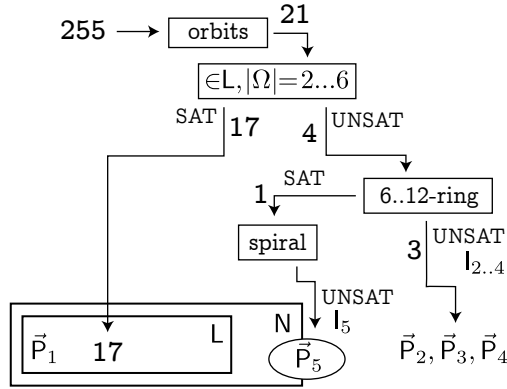 255 orbits 21
∈L,|Ω|=2...6
SAT 17 4 UNSAT
1 SAT 6..12-ring
spiral 3 UNSAT
I₂..₄
UNSAT
I₅
N
L
P⃗₁ 17 P⃗₅ P⃗₂, P⃗₃, P⃗₄